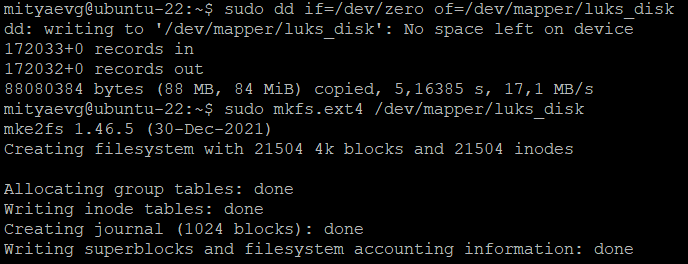 mityaevg@ubuntu-22:~$ sudo dd if=/dev/zero of=/dev/mapper/luks_disk
dd: writing to '/dev/mapper/luks_disk': No space left on device
172033+0 records in
172032+0 records out
88080384 bytes (88 MB, 84 MiB) copied, 5,16385 s, 17,1 MB/s
mityaevg@ubuntu-22:~$ sudo mkfs.ext4 /dev/mapper/luks_disk
mke2fs 1.46.5 (30-Dec-2021)
Creating filesystem with 21504 4k blocks and 21504 inodes

Allocating group tables: done
Writing inode tables: done
Creating journal (1024 blocks): done
Writing superblocks and filesystem accounting information: done